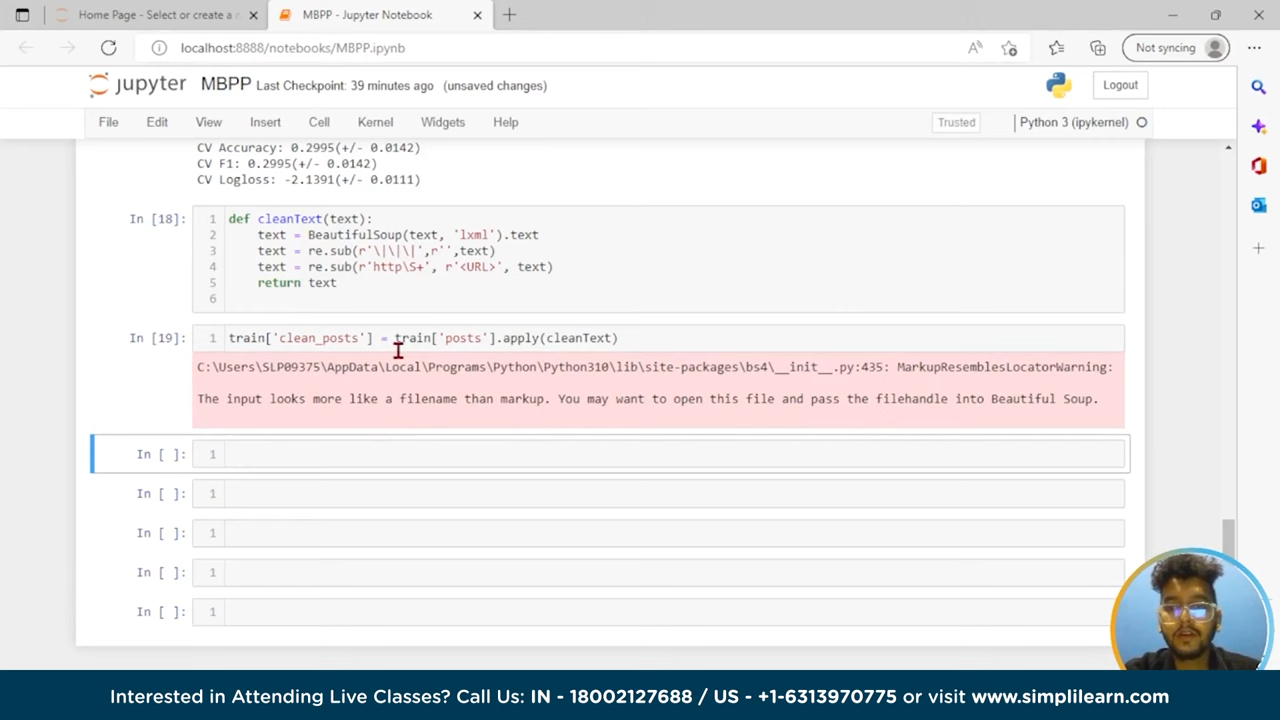 Home Page - Select or create a n
MBPP - Jupyter Notebook
localhost:8888/notebooks/MBPP.ipynb
Not syncing
jupyter MBPP Last Checkpoint: 39 minutes ago (unsaved changes)
Logout
File Edit View Insert Cell Kernel Widgets Help
Trusted
Python 3 (ipykernel)
CV Accuracy: 0.2995(+/- 0.0142)
CV F1: 0.2995(+/- 0.0142)
CV Logloss: -2.1391(+/- 0.0111)
In [18]:
1 def cleanText(text):
2 text = BeautifulSoup(text, 'lxml').text
3 text = re.sub(r'\|\|\|',r'',text)
4 text = re.sub(r'http\S+', r'<URL>', text)
5 return text
6
In [19]:
1 train['clean_posts'] = train['posts'].apply(cleanText)
C:\Users\SLP09375\AppData\Local\Programs\Python\Python310\lib\site-packages\bs4\__init__.py:435: MarkupResemblesLocatorWarning:
The input looks more like a filename than markup. You may want to open this file and pass the filehandle into Beautiful Soup.
In [ ]: 1
In [ ]: 1
In [ ]: 1
In [ ]: 1
In [ ]: 1
Interested in Attending Live Classes? Call Us: IN - 18002127688 / US - +1-6313970775 or visit www.simplilearn.com